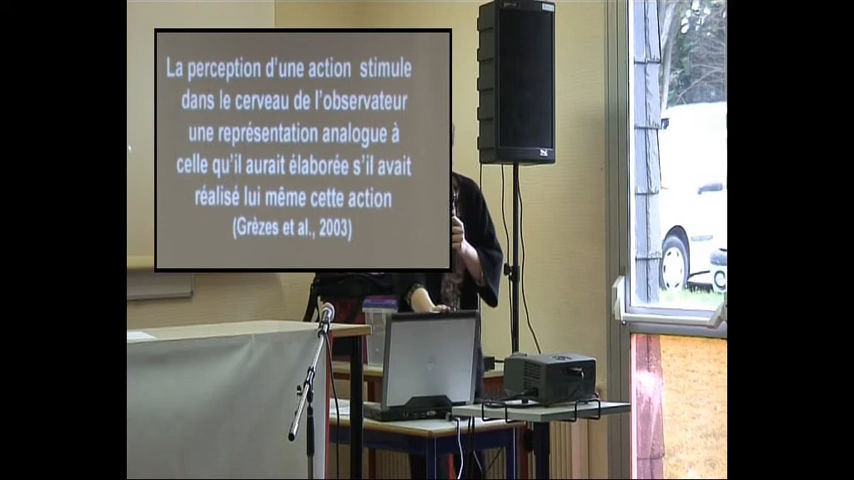 La perception d'une action stimule
dans le cerveau de l'observateur
une représentation analogue à
celle qu'il aurait élaborée s'il avait
réalisé lui même cette action
(Grèzes et al., 2003)